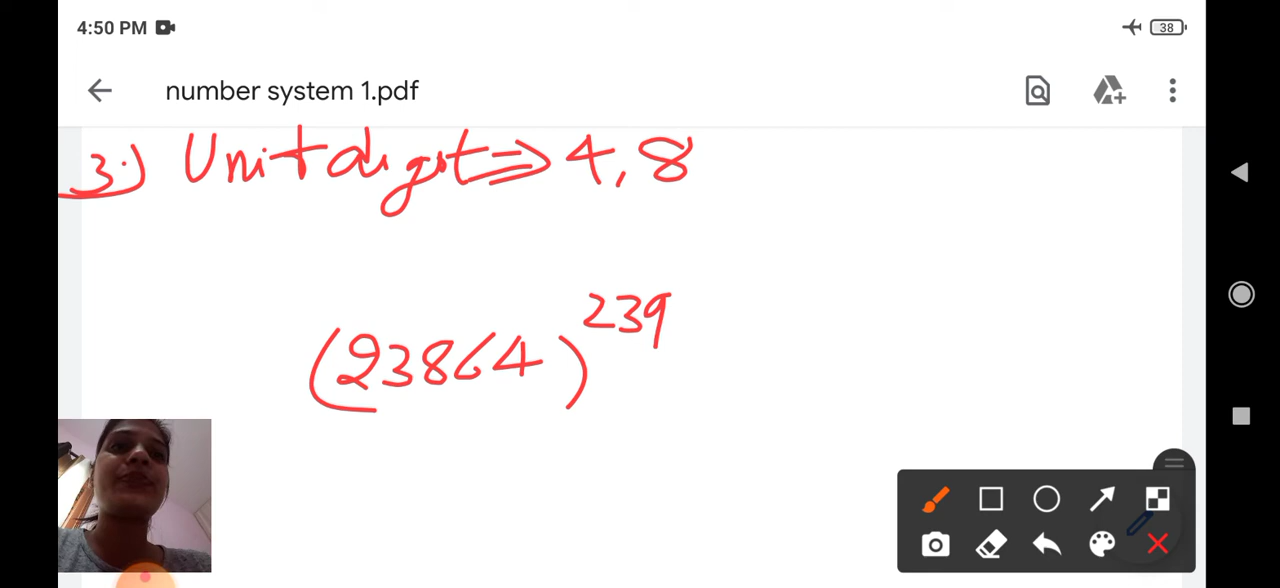 4:50 PM 38
number system 1.pdf
3.) Unit digit ⇒ 4, 8
(23864)^239